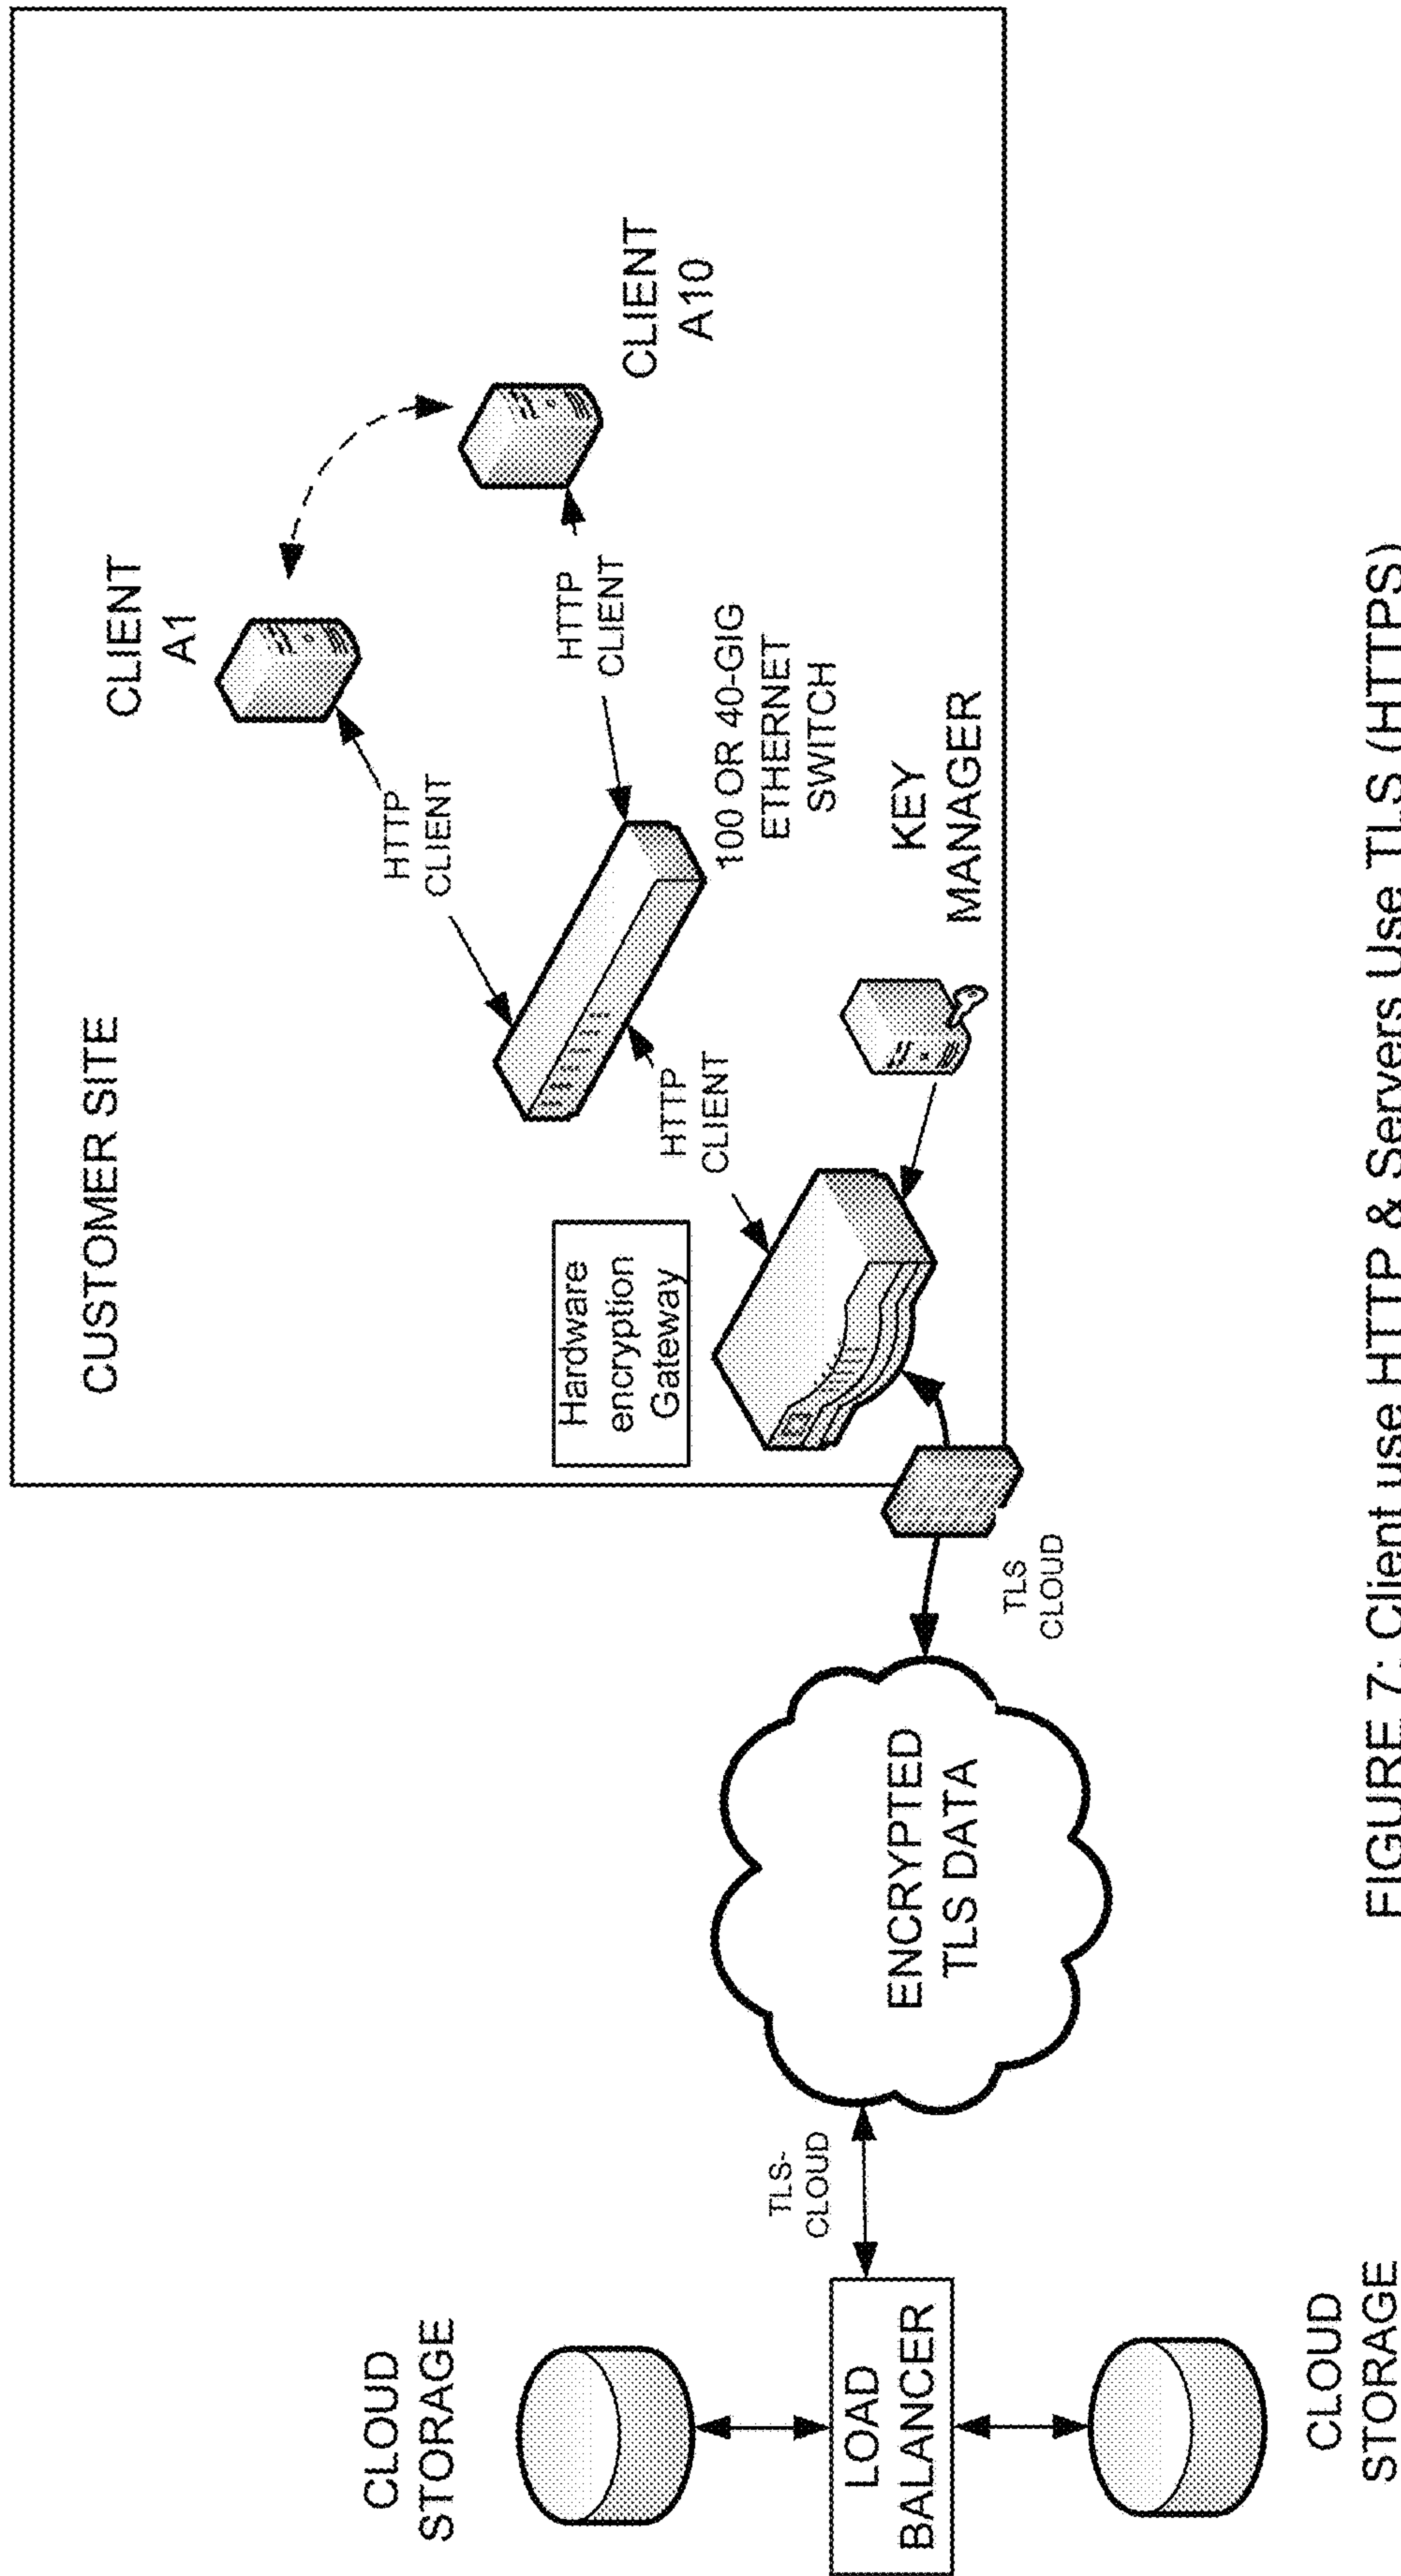 CUSTOMER SITE
CLIENT
A1
CLIENT
A10
HTTP
CLIENT
HTTP
CLIENT
100 OR 40-GIG
ETHERNET
SWITCH
HTTP
CLIENT
KEY
MANAGER
Hardware
encryption
Gateway
TLS
CLOUD
ENCRYPTED
TLS DATA
TLS-
CLOUD
LOAD
BALANCER
CLOUD
STORAGE
CLOUD
STORAGE
FIGURE 7: Client use HTTP & Servers Use TLS (HTTPS)